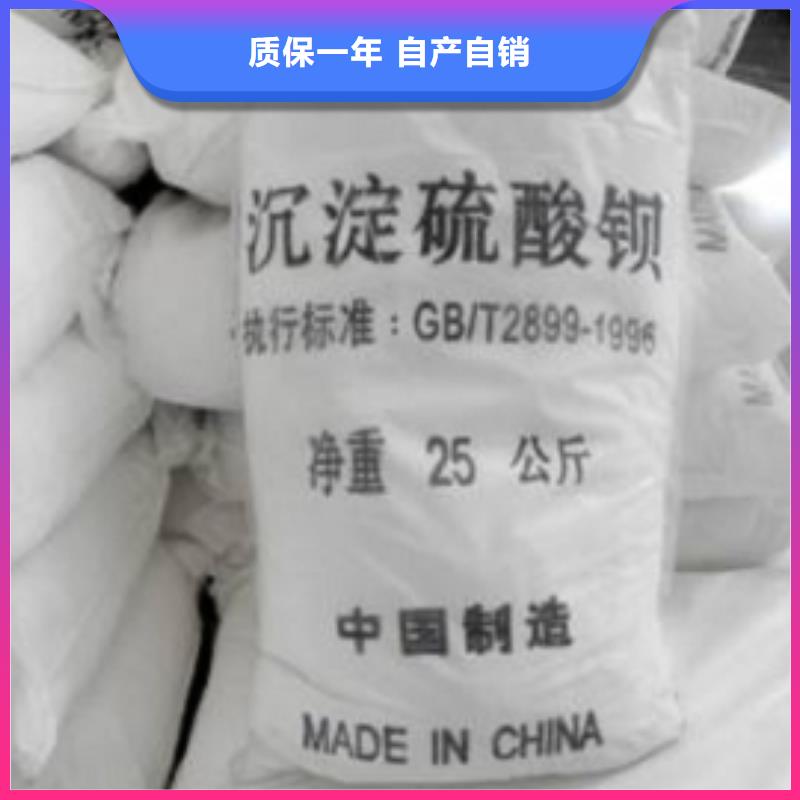 质保一年 自产自销
沉淀硫酸钡
执行标准：GB/T2899-1996
净重 25 公斤
中国制造
MADE IN CHINA
M
M